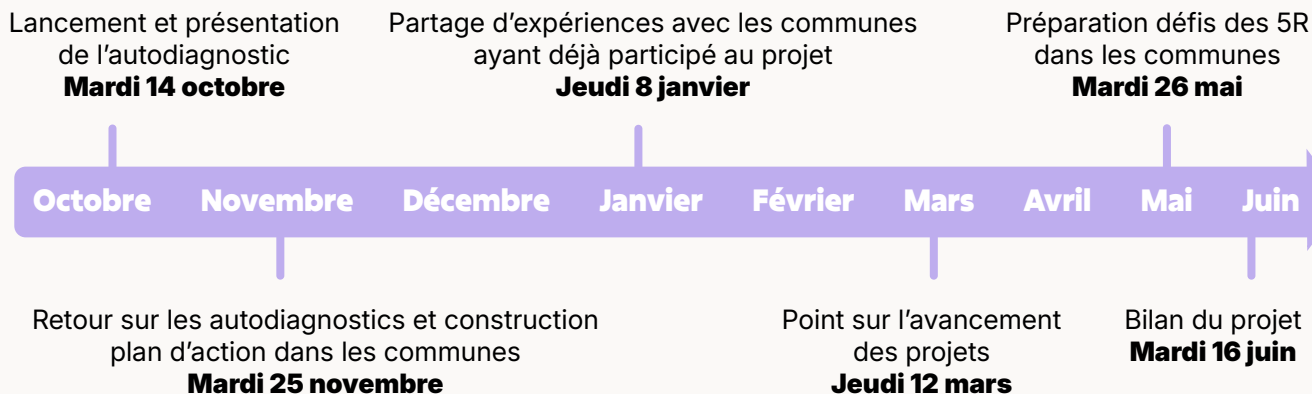 Lancement et présentation
de l’autodiagnostic
Mardi 14 octobre
Partage d’expériences avec les communes
ayant déjà participé au projet
Jeudi 8 janvier
Préparation défis des 5R
dans les communes
Mardi 26 mai
Octobre Novembre Décembre Janvier Février Mars Avril Mai Juin
Retour sur les autodiagnostics et construction
plan d’action dans les communes
Mardi 25 novembre
Point sur l’avancement
des projets
Jeudi 12 mars
Bilan du projet
Mardi 16 juin